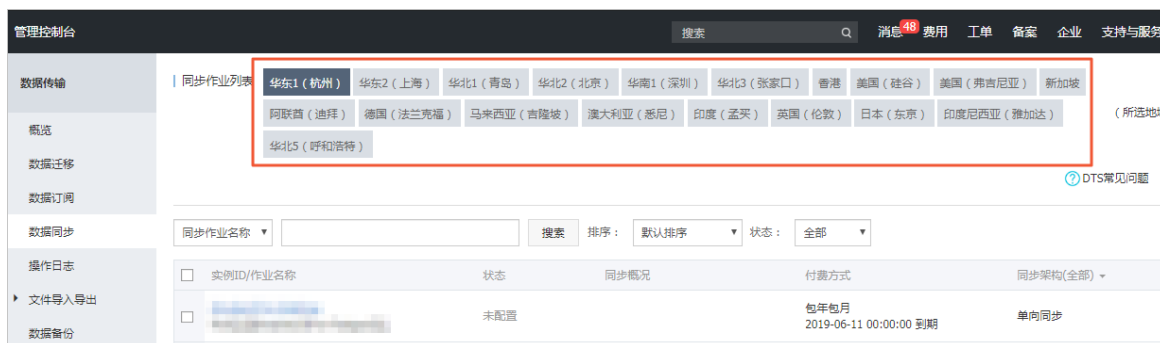 管理控制台 搜索 消息 48 费用 工单 备案 企业 支持与服务
数据传输 同步作业列表 华东1（杭州） 华东2（上海） 华北1（青岛） 华北2（北京） 华南1（深圳） 华北3（张家口） 香港 美国（硅谷） 美国（弗吉尼亚） 新加坡
阿联酋（迪拜） 德国（法兰克福） 马来西亚（吉隆坡） 澳大利亚（悉尼） 印度（孟买） 英国（伦敦） 日本（东京） 印度尼西亚（雅加达） （所选地
概览
华北5（呼和浩特）
数据迁移
DTS常见问题
数据订阅
数据同步 同步作业名称 搜索 排序： 默认排序 状态： 全部
操作日志 实例ID/作业名称 状态 同步概况 付费方式 同步架构(全部)
文件导入导出 未配置 包年包月 单向同步
2019-06-11 00:00:00 到期
数据备份